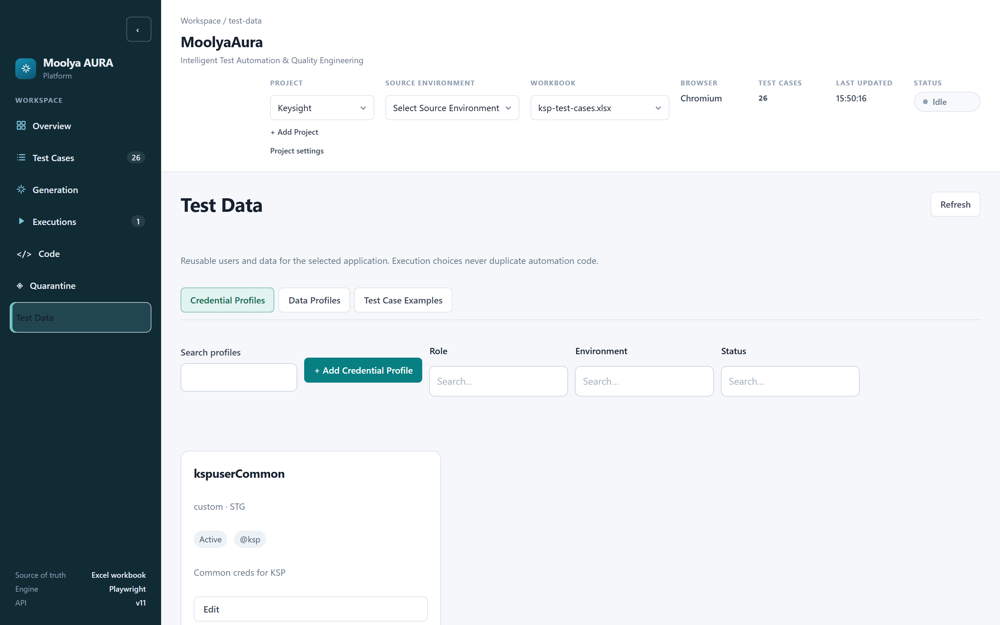 ‹
Moolya AURA
Platform
WORKSPACE
Overview
Test Cases 26
Generation
Executions 1
</> Code
Quarantine
Test Data
Source of truth Excel workbook
Engine Playwright
API v11
Workspace / test-data
MoolyaAura
Intelligent Test Automation & Quality Engineering
PROJECT SOURCE ENVIRONMENT WORKBOOK BROWSER TEST CASES LAST UPDATED STATUS
Keysight Select Source Environment ksp-test-cases.xlsx Chromium 26 15:50:16 Idle
+ Add Project
Project settings
Test Data Refresh
Reusable users and data for the selected application. Execution choices never duplicate automation code.
Credential Profiles Data Profiles Test Case Examples
Search profiles Role Environment Status
+ Add Credential Profile Search... Search... Search...
kspuserCommon
custom · STG
Active @ksp
Common creds for KSP
Edit